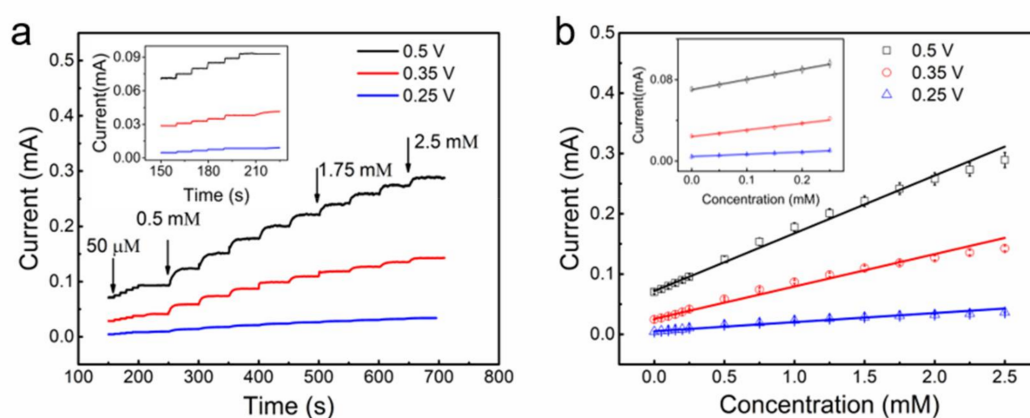 a
0.5 V
0.35 V
0.25 V
50 μM
0.5 mM
1.75 mM
2.5 mM
Current (mA)
0.5
0.4
0.3
0.2
0.1
0.0
100 200 300 400 500 600 700 800
Time (s)
Current(mA)
0.09
0.06
0.03
0.00
150 180 210
Time (s)
b
0.5 V
0.35 V
0.25 V
Current (mA)
0.5
0.4
0.3
0.2
0.1
0.0
0.0 0.5 1.0 1.5 2.0 2.5
Concentration (mM)
Current(mA)
0.08
0.00
0.0 0.1 0.2
Concentration (mM)